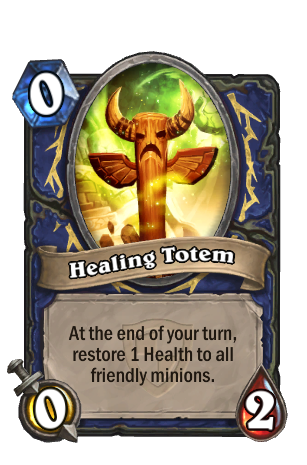 0
Healing Totem
At the end of your turn,
restore 1 Health to all
friendly minions.
0
2